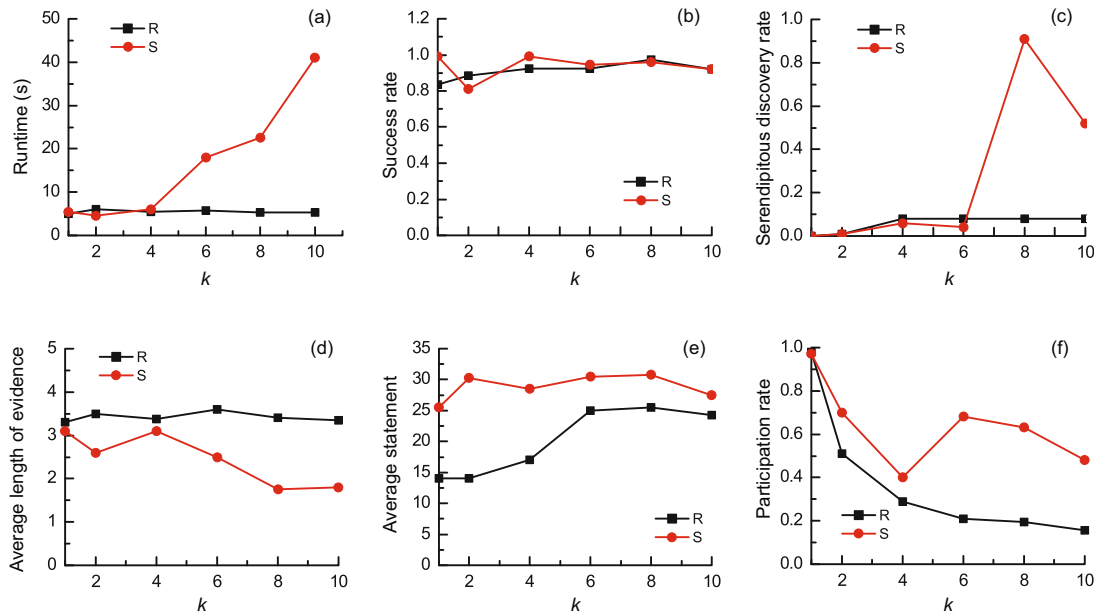 (a)
R
S
Runtime (s)
50
40
30
20
10
0
2
4
6
8
10
k
(b)
R
S
Success rate
1.2
1.0
0.8
0.6
0.4
0.2
0.0
2
4
6
8
10
k
(c)
R
S
Serendipitous discovery rate
1.0
0.8
0.6
0.4
0.2
0.0
2
4
6
8
10
k
(d)
R
S
Average length of evidence
5
4
3
2
1
0
2
4
6
8
10
k
(e)
R
S
Average statement
35
30
25
20
15
10
5
0
2
4
6
8
10
k
(f)
R
S
Participation rate
1.0
0.8
0.6
0.4
0.2
0.0
2
4
6
8
10
k